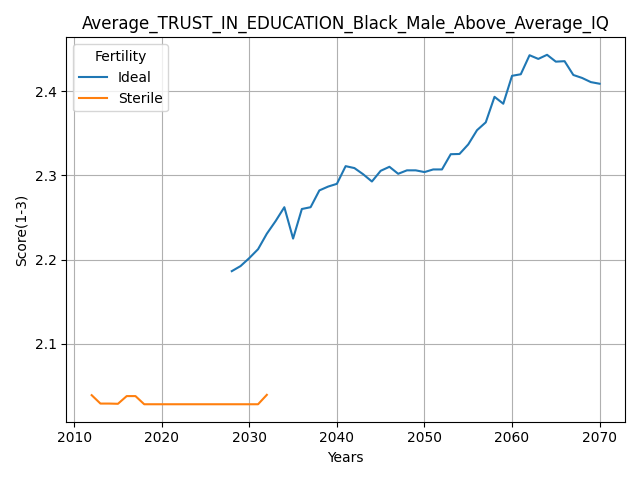 Average_TRUST_IN_EDUCATION_Black_Male_Above_Average_IQ
Fertility
Ideal
Sterile
2.4
2.3
2.2
2.1
Score(1-3)
2010 2020 2030 2040 2050 2060 2070
Years